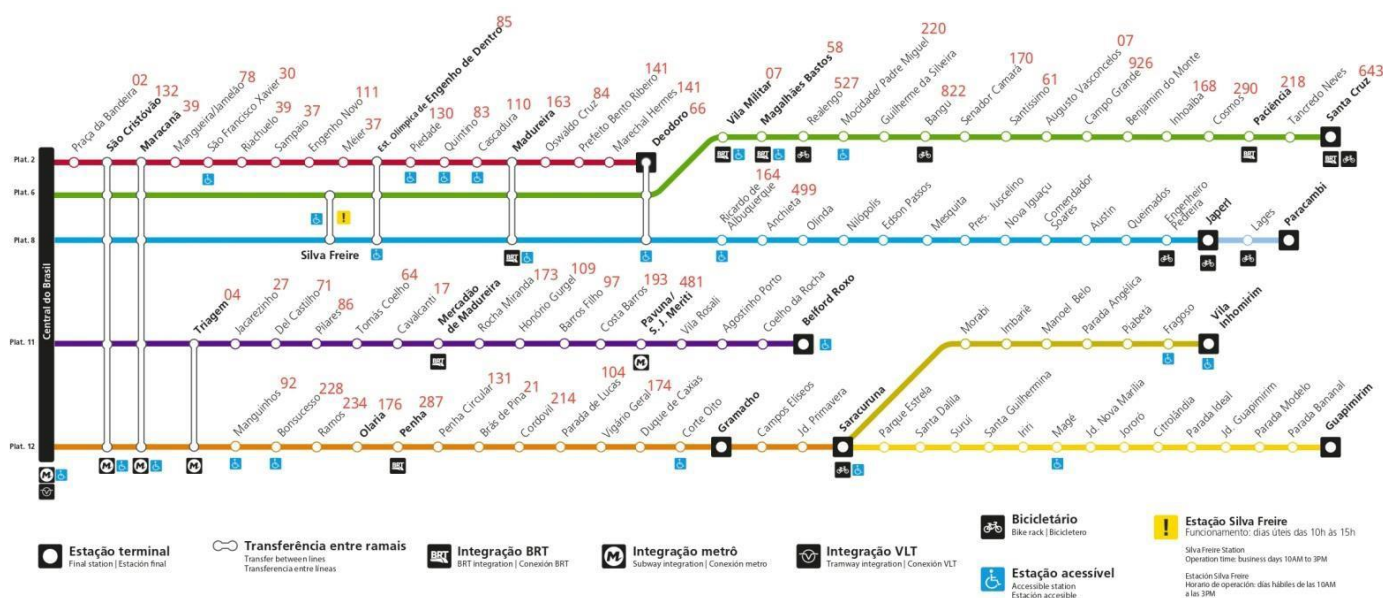 Central do Brasil
Plat. 2
Praça da Bandeira 02
São Cristóvão 132
Maracanã 39
Mangueira/Jamelão 78
São Francisco Xavier 30
Riachuelo 39
Sampaio 37
Engenho Novo 111
Méier 37
Est. Olímpica de Engenho de Dentro 85
Piedade 130
Quintino 83
Cascadura 110
Madureira 163
Oswaldo Cruz 84
Prefeito Bento Ribeiro 141
Marechal Hermes 141
Deodoro 66
Vila Militar 07
Magalhães Bastos 58
Realengo 527
Mocidade/ Padre Miguel 220
Guilherme da Silveira
Bangu 822
Senador Camará 170
Santíssimo 61
Augusto Vasconcelos 07
Campo Grande 926
Benjamim do Monte
Inhoaíba 168
Cosmos 290
Paciência 218
Tancredo Neves
Santa Cruz 643
Plat. 6
Plat. 8
Silva Freire
Ricardo de
Albuquerque 164
Anchieta 499
Olinda
Nilópolis
Edson Passos
Mesquita
Pres. Juscelino
Nova Iguaçu
Comendador
Soares
Austin
Queimados
Engenheiro
Pedreira
Japeri
Lages
Paracambi
Plat. 11
Triagem 04
Jacarezinho 27
Del Castilho 71
Pilares 86
Tomás Coelho 64
Cavalcanti 17
Mercadão
de Madureira
Rocha Miranda 173
Honório Gurgel 109
Barros Filho 97
Costa Barros 193
Pavuna/
S. J. Meriti 481
Vila Rosali
Agostinho Porto
Coelho da Rocha
Belford Roxo
Morabi
Imbariê
Manoel Belo
Parada Angélica
Piabetá
Fragoso
Vila
Inhomirim
Plat. 12
Manguinhos 92
Bonsucesso 228
Ramos 234
Olaria 176
Penha 287
Penha Circular 131
Brás de Pina 21
Cordovil 214
Parada de Lucas 104
Vigário Geral 174
Duque de Caxias
Corte Oito
Gramacho
Campos Elíseos
Jd. Primavera
Saracuruna
Parque Estrela
Santa Dalila
Suruí
Santa Guilhermina
Iriri
Magé
Jd. Nova Marília
Jororó
Citrolândia
Parada Ideal
Jd. Guapimirim
Parada Modelo
Parada Bananal
Guapimirim
Estação terminal
Final station | Estación final
Transferência entre ramais
Transfer between lines
Transferencia entre líneas
BRT
Integração BRT
BRT integration | Conexión BRT
M
Integração metrô
Subway integration | Conexión metro
Integração VLT
Tramway integration | Conexión VLT
Bicicletário
Bike rack | Bicicletero
Estação acessível
Accessible station
Estación accesible
!
Estação Silva Freire
Funcionamento: dias úteis das 10h às 15h
Silva Freire Station
Operation time: business days 10AM to 3PM
Estación Silva Freire
Horario de operación: días hábiles de las 10AM
a las 3PM